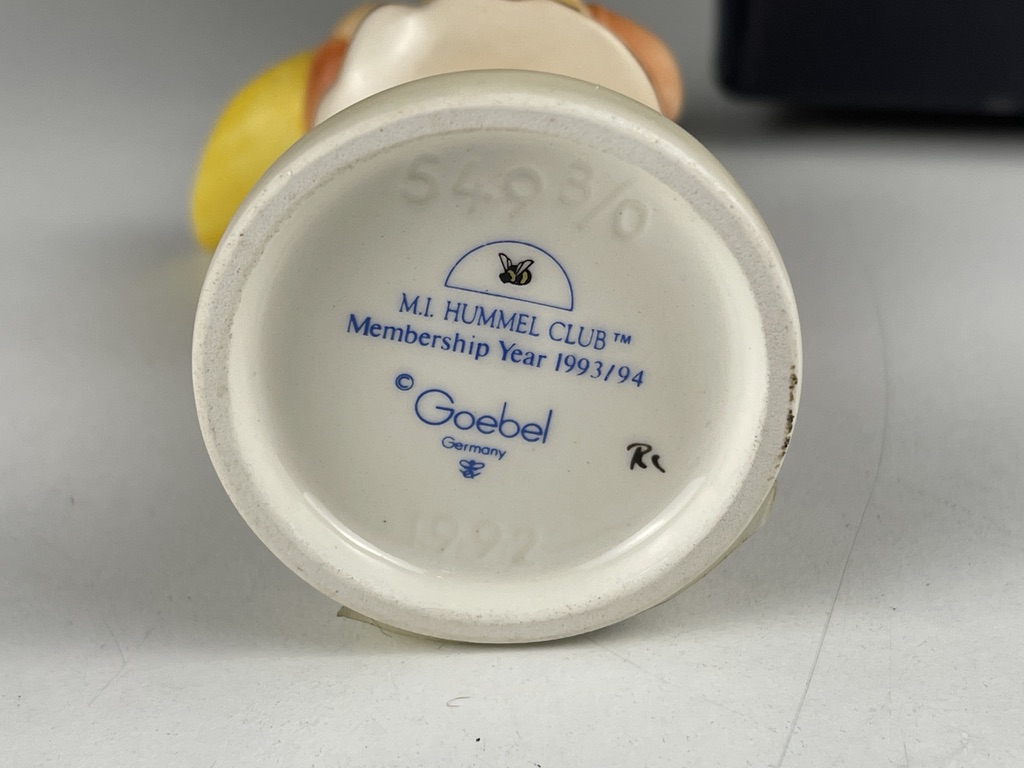 549 3/0
M.I. HUMMEL CLUB™
Membership Year 1993/94
© Goebel
Germany
1992